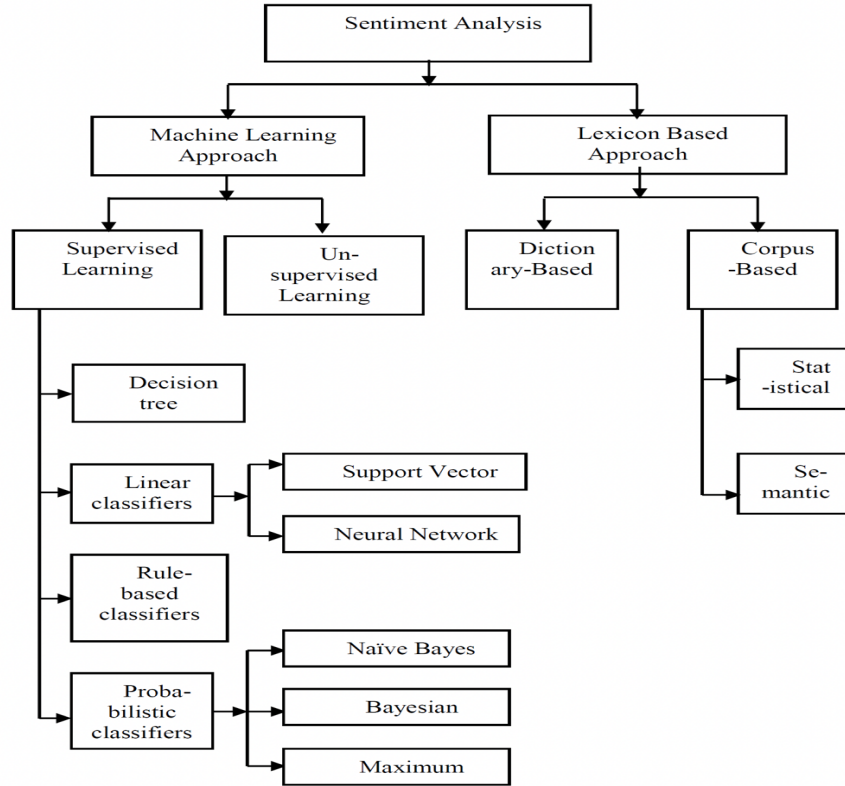 Sentiment Analysis
Machine Learning
Approach
Lexicon Based
Approach
Supervised
Learning
Un-
supervised
Learning
Diction
ary-Based
Corpus
-Based
Decision
tree
Stat
-istical
Linear
classifiers
Support Vector
Se-
mantic
Neural Network
Rule-
based
classifiers
Proba-
bilistic
classifiers
Naïve Bayes
Bayesian
Maximum